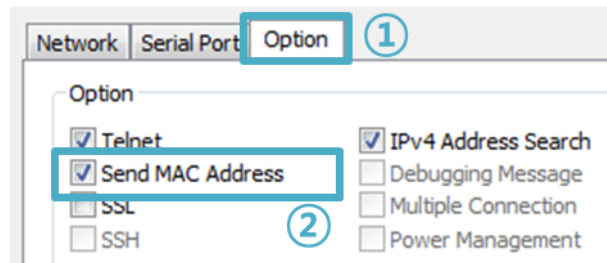 Network Serial Port Option ①
Option
Telnet IPv4 Address Search
Send MAC Address Debugging Message
SSL Multiple Connection
②
SSH Power Management